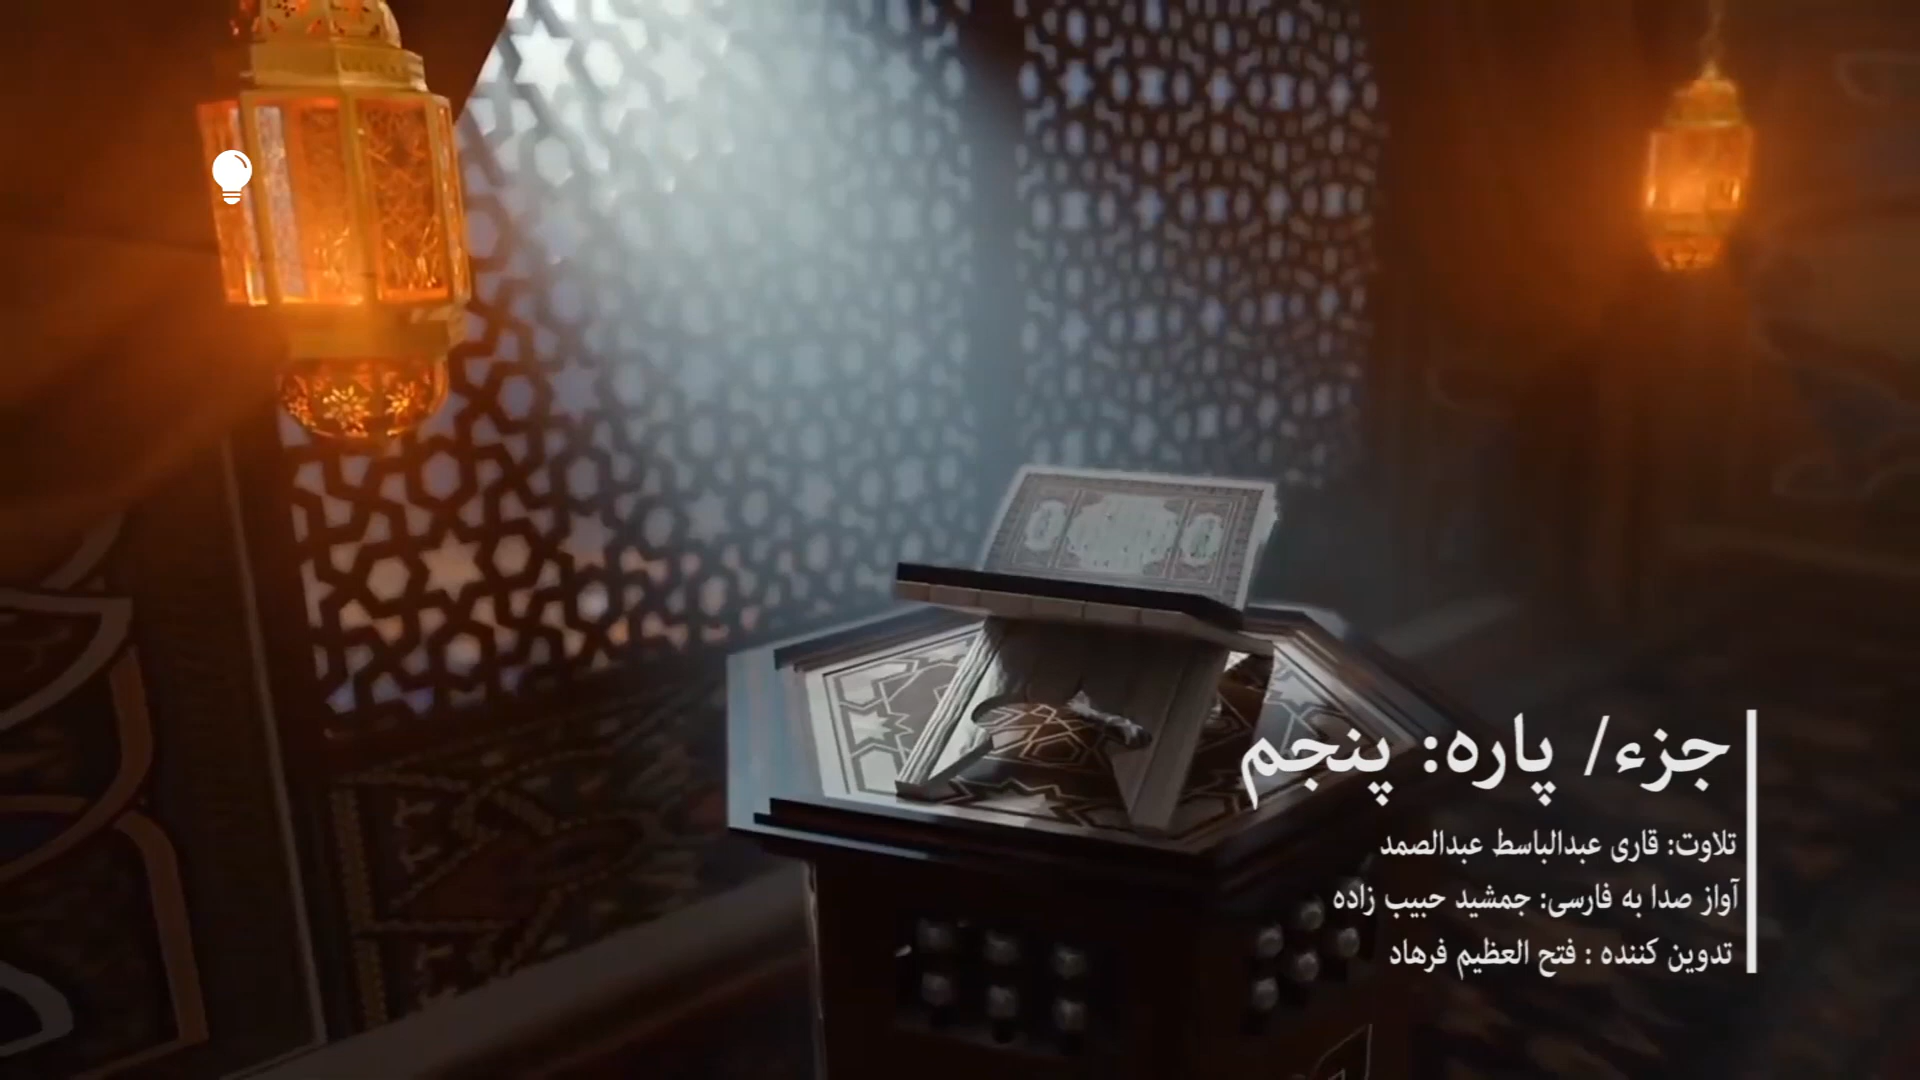 جزء/ پاره: پنجم
تلاوت: قاری عبدالباسط عبدالصمد
آواز صدا به فارسی: جمشید حبیب زاده
تدوین کننده : فتح العظیم فرهاد